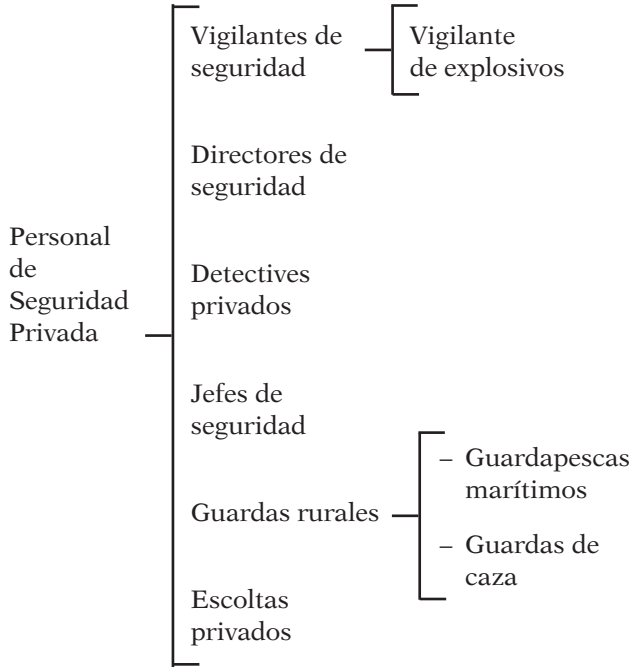 Personal
de
Seguridad
Privada
Vigilantes de
seguridad
Vigilante
de explosivos
Directores de
seguridad
Detectives
privados
Jefes de
seguridad
Guardas rurales
– Guardapescas
marítimos
– Guardas de
caza
Escoltas
privados